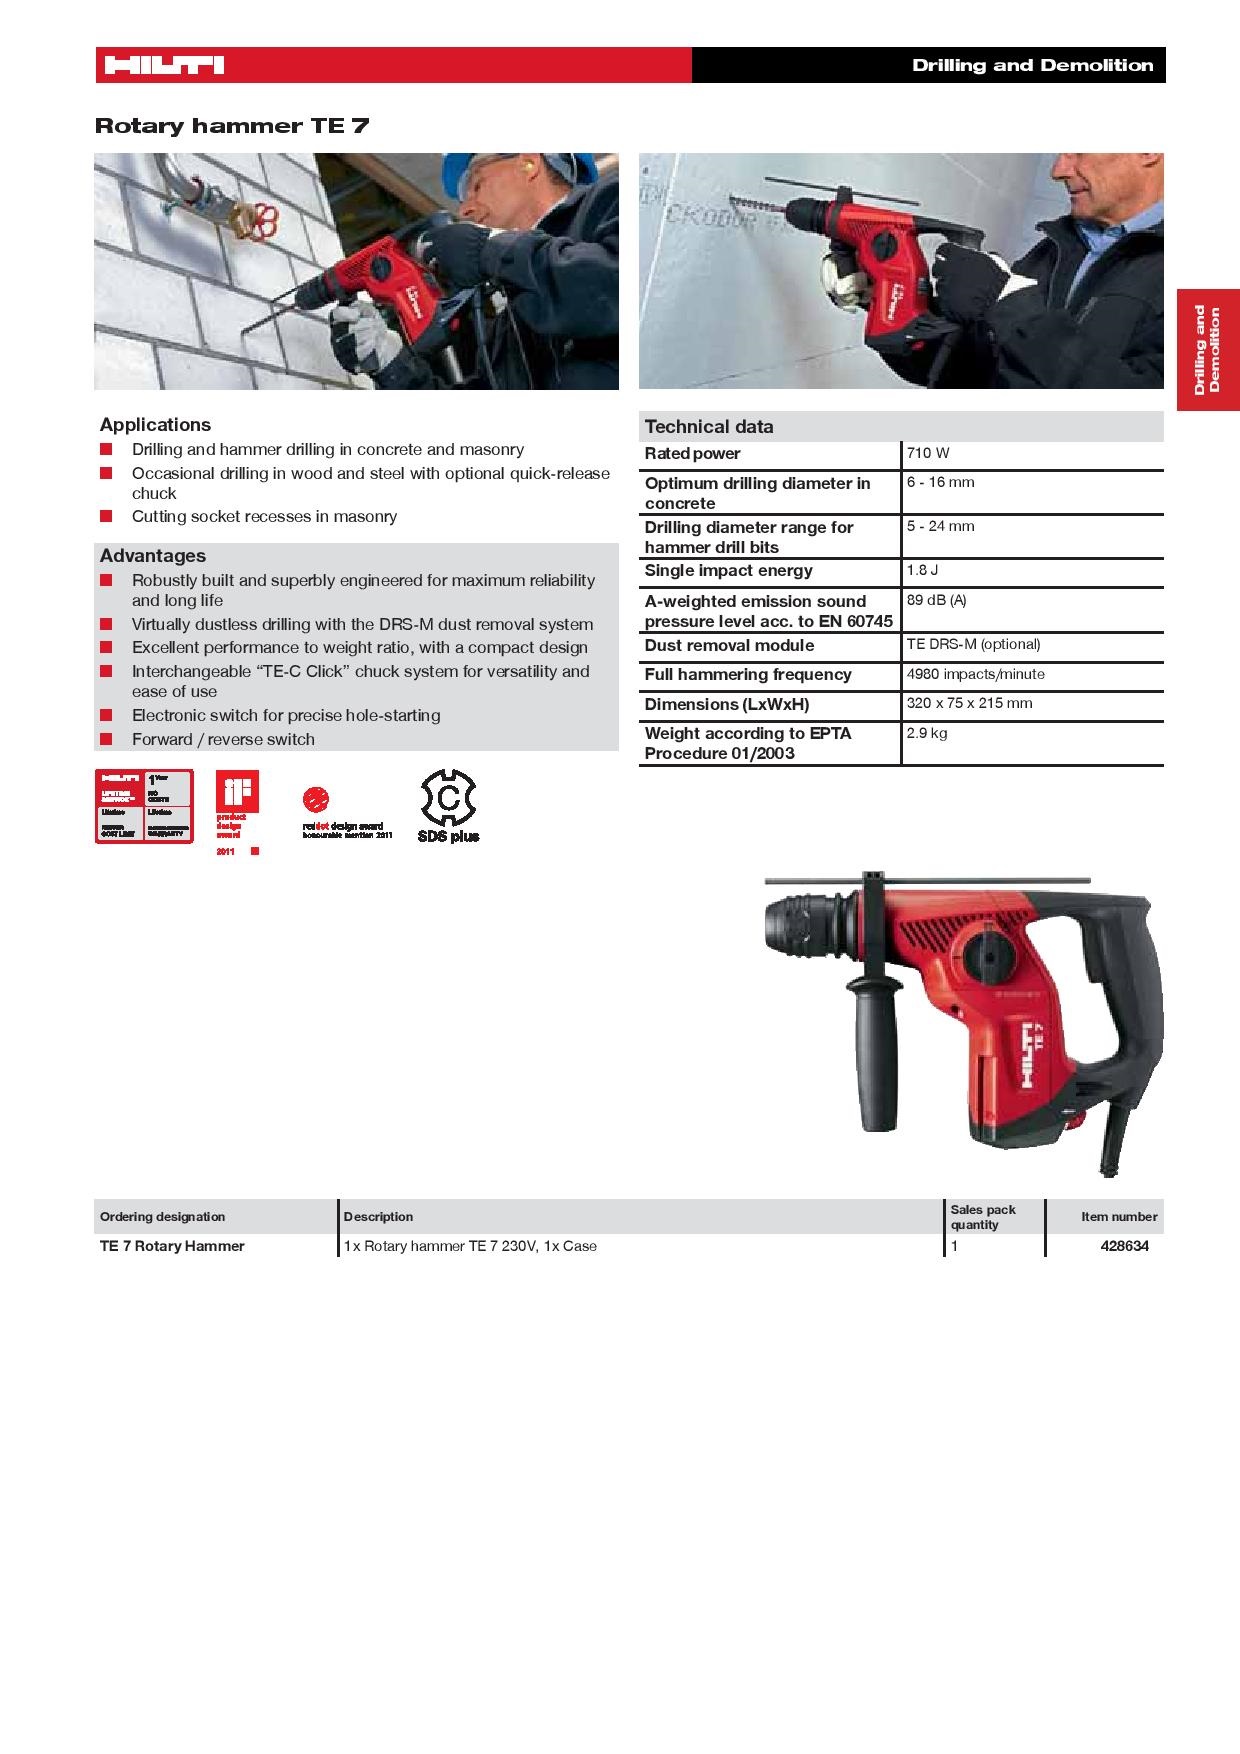 HILTI
Drilling and Demolition
Rotary hammer TE 7
Drilling and
Demolition
Applications
Drilling and hammer drilling in concrete and masonry
Occasional drilling in wood and steel with optional quick-release
chuck
Cutting socket recesses in masonry
Advantages
Robustly built and superbly engineered for maximum reliability
and long life
Virtually dustless drilling with the DRS-M dust removal system
Excellent performance to weight ratio, with a compact design
Interchangeable “TE-C Click” chuck system for versatility and
ease of use
Electronic switch for precise hole-starting
Forward / reverse switch
Technical data
Rated power 710 W
Optimum drilling diameter in 6 - 16 mm
concrete
Drilling diameter range for 5 - 24 mm
hammer drill bits
Single impact energy 1.8 J
A-weighted emission sound 89 dB (A)
pressure level acc. to EN 60745
Dust removal module TE DRS-M (optional)
Full hammering frequency 4980 impacts/minute
Dimensions (LxWxH) 320 x 75 x 215 mm
Weight according to EPTA 2.9 kg
Procedure 01/2003
HILTI
1 Year
LIFETIME
SERVICE
NO
COSTS
Lifetime
Lifetime
REPAIR
COST LIMIT
WARRANTY
product
design
award
2011
reddot design award
honourable mention 2011
C
SDS plus
HILTI
TE 7
Ordering designation Description Sales pack quantity Item number
TE 7 Rotary Hammer 1x Rotary hammer TE 7 230V, 1x Case 1 428634